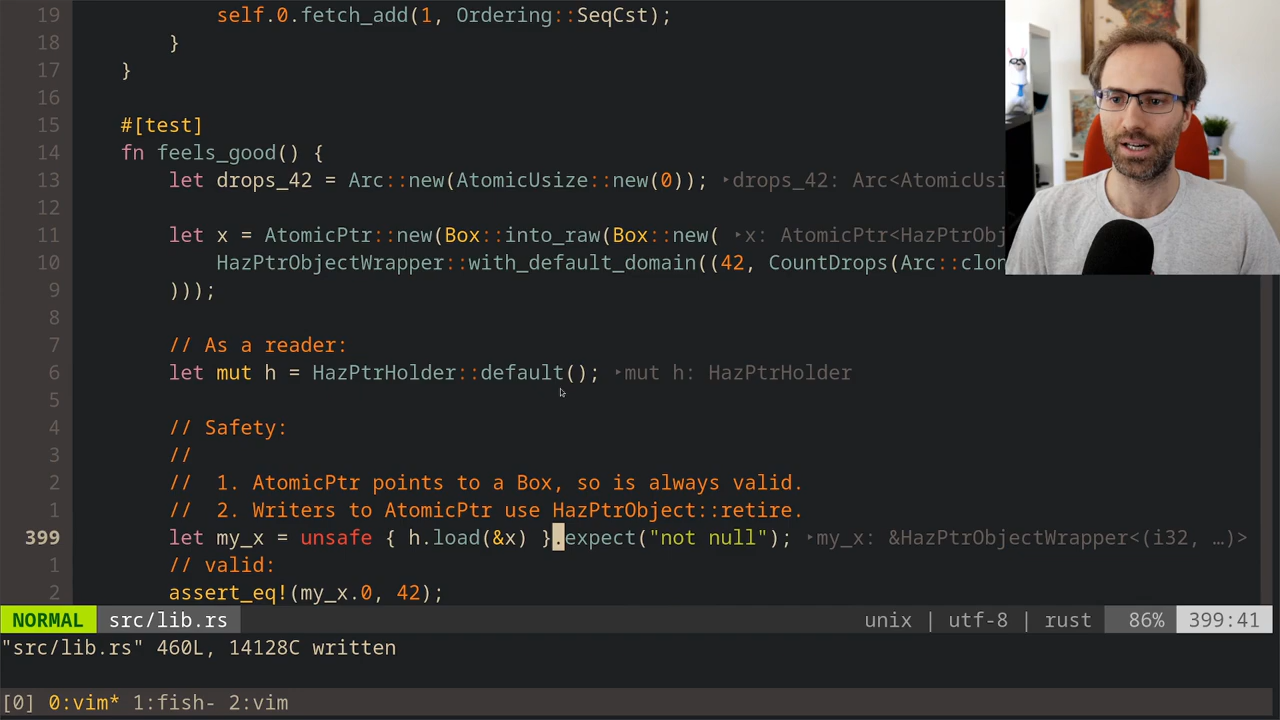 19 self.0.fetch_add(1, Ordering::SeqCst);
18 }
17 }
16
15 #[test]
14 fn feels_good() {
13 let drops_42 = Arc::new(AtomicUsize::new(0)); ‣drops_42: Arc<AtomicUsi
12
11 let x = AtomicPtr::new(Box::into_raw(Box::new( ‣x: AtomicPtr<HazPtrObj
10 HazPtrObjectWrapper::with_default_domain((42, CountDrops(Arc::clon
9 )));
8
7 // As a reader:
6 let mut h = HazPtrHolder::default(); ‣mut h: HazPtrHolder
5
4 // Safety:
3 //
2 // 1. AtomicPtr points to a Box, so is always valid.
1 // 2. Writers to AtomicPtr use HazPtrObject::retire.
399 let my_x = unsafe { h.load(&x) }.expect("not null"); ‣my_x: &HazPtrObjectWrapper<(i32, …)>
1 // valid:
2 assert_eq!(my_x.0, 42);
NORMAL src/lib.rs unix | utf-8 | rust 86% 399:41
"src/lib.rs" 460L, 14128C written
[0] 0:vim* 1:fish- 2:vim